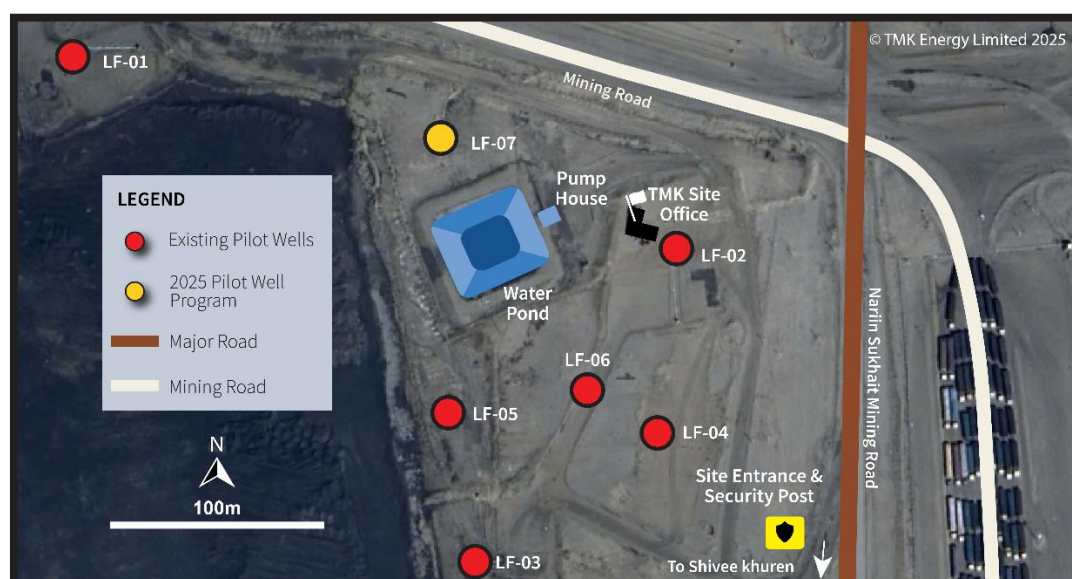 © TMK Energy Limited 2025
LF-01
Mining Road
LF-07
Pump
House
TMK Site
Office
LF-02
Water
Pond
LEGEND
Existing Pilot Wells
2025 Pilot Well
Program
Major Road
Mining Road
N
100m
LF-06
LF-05
LF-04
Nariin Sukhait Mining Road
Site Entrance &
Security Post
LF-03
To Shivee khuren